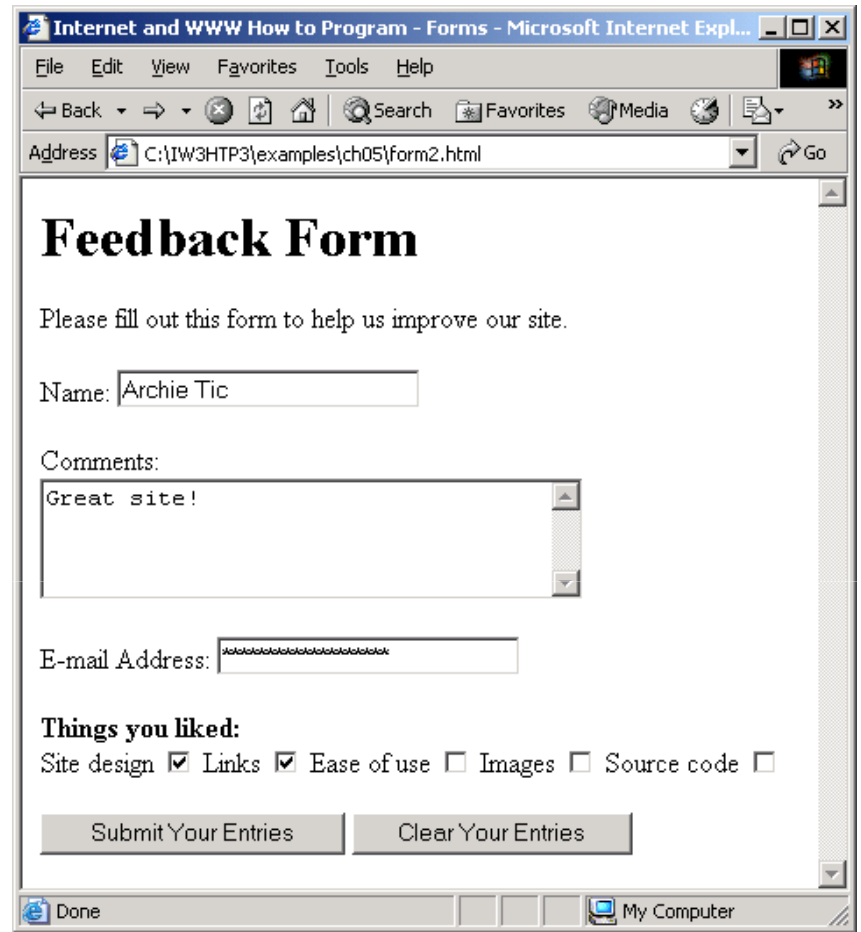 Internet and WWW How to Program - Forms - Microsoft Internet Expl...
File Edit View Favorites Tools Help
Back Search Favorites Media »
Address C:\IW3HTP3\examples\ch05\form2.html Go
Feedback Form
Please fill out this form to help us improve our site.
Name: Archie Tic
Comments:
Great site!
E-mail Address:
Things you liked:
Site design Links Ease of use Images Source code
Submit Your Entries Clear Your Entries
Done My Computer